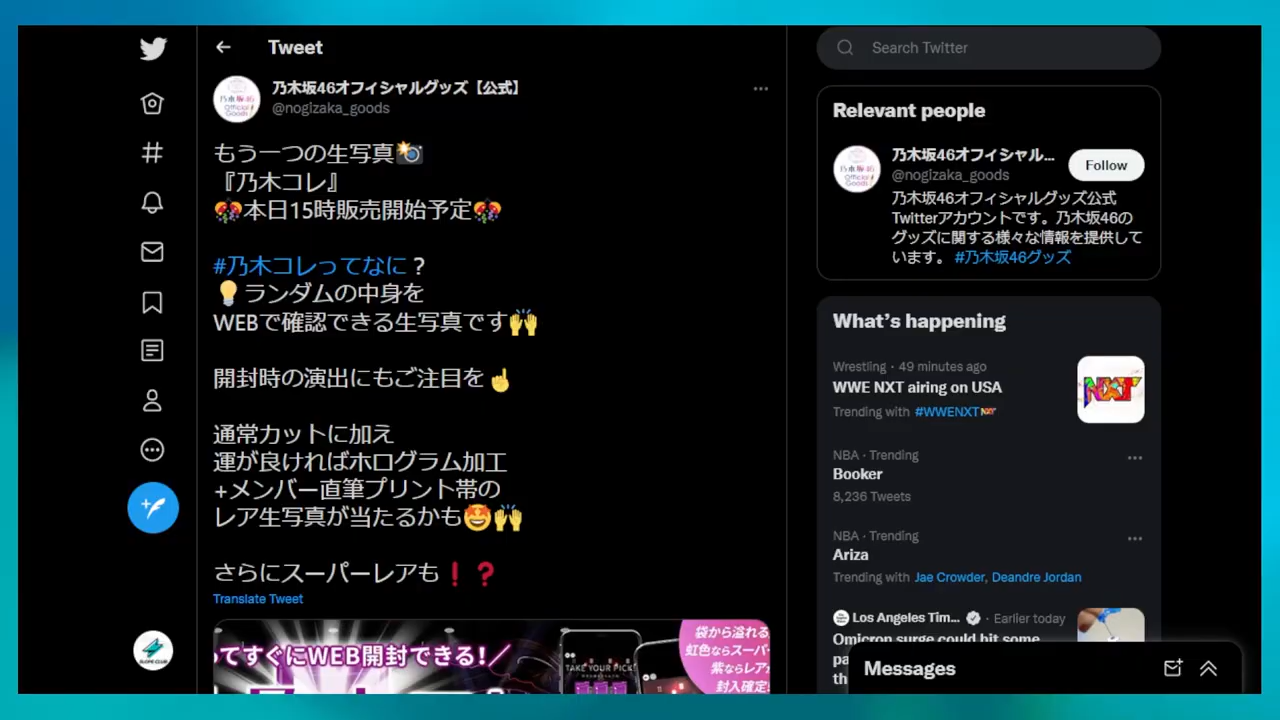 Tweet
乃木坂46オフィシャルグッズ【公式】
@nogizaka_goods
もう一つの生写真📸
『乃木コレ』
🎊本日15時販売開始予定🎊
#乃木コレってなに？
💡ランダムの中身を
WEBで確認できる生写真です🙌
開封時の演出にもご注目を☝
通常カットに加え
運が良ければホログラム加工
+メンバー直筆プリント帯の
レア生写真が当たるかも🤩🙌
さらにスーパーレアも❗❓
Translate Tweet
てすぐにWEB開封できる!／
TAKE YOUR PICK!
袋から溢れる
虹色ならスーパー
紫ならレアが
封入確定!
Search Twitter
Relevant people
乃木坂46オフィシャル...
@nogizaka_goods
Follow
乃木坂46オフィシャルグッズ公式
Twitterアカウントです。乃木坂46の
グッズに関する様々な情報を提供して
います。 #乃木坂46グッズ
What's happening
Wrestling · 49 minutes ago
WWE NXT airing on USA
Trending with #WWENXT
NXT
NBA · Trending
Booker
8,236 Tweets
NBA · Trending
Ariza
Trending with Jae Crowder, Deandre Jordan
Los Angeles Tim... · Earlier today
Omicron surge could hit some
pa
th
Messages